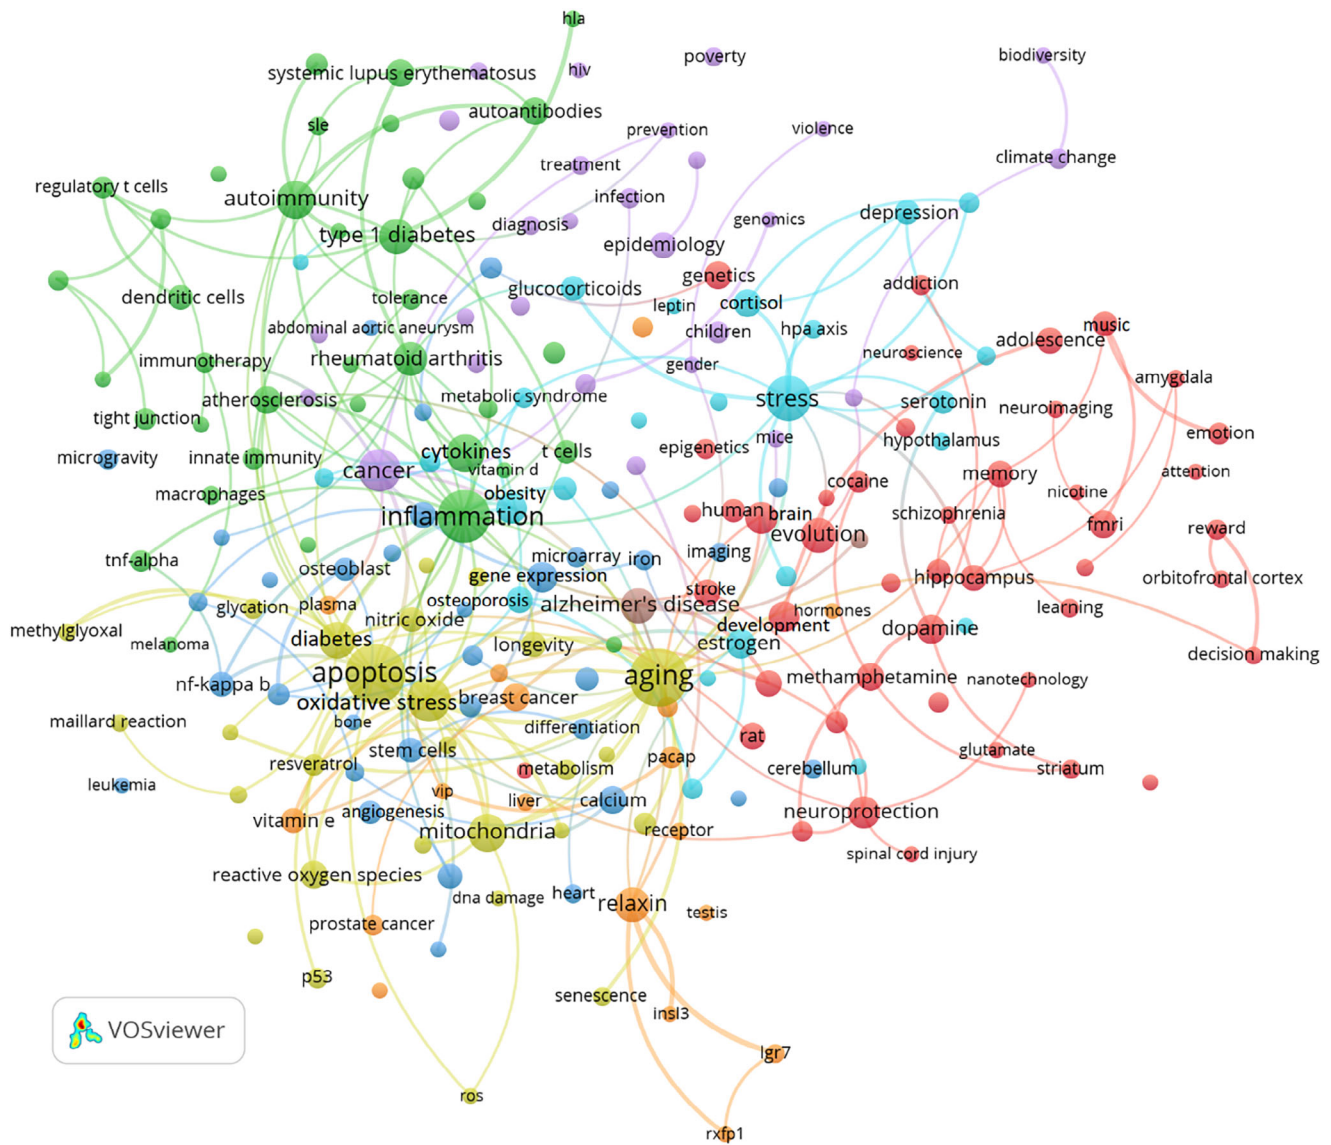 hla
systemic lupus erythematosus
hiv
poverty
biodiversity
autoantibodies
sle
prevention
violence
treatment
climate change
regulatory t cells
autoimmunity
infection
diagnosis
genomics
depression
type 1 diabetes
epidemiology
genetics
addiction
glucocorticoids
dendritic cells
tolerance
leptin
cortisol
abdominal aortic aneurysm
children
hpa axis
music
adolescence
immunotherapy
rheumatoid arthritis
gender
neuroscience
amygdala
atherosclerosis
metabolic syndrome
stress
serotonin
neuroimaging
tight junction
mice
hypothalamus
emotion
epigenetics
cytokines
t cells
microgravity
innate immunity
cancer
vitamin d
memory
attention
cocaine
macrophages
obesity
nicotine
inflammation
human
brain
schizophrenia
fmri
reward
evolution
tnf-alpha
osteoblast
microarray
iron
imaging
gene expression
hippocampus
orbitofrontal cortex
stroke
glycation
plasma
osteoporosis
alzheimer's disease
hormones
learning
methylglyoxal
nitric oxide
development
dopamine
melanoma
diabetes
longevity
estrogen
decision making
apoptosis
aging
nf-kappa b
methamphetamine
nanotechnology
oxidative stress
breast cancer
maillard reaction
bone
differentiation
rat
stem cells
pacap
glutamate
resveratrol
metabolism
cerebellum
striatum
leukemia
vip
liver
calcium
vitamin e
angiogenesis
mitochondria
receptor
neuroprotection
spinal cord injury
reactive oxygen species
dna damage
heart
relaxin
testis
prostate cancer
p53
senescence
insl3
VOSviewer
lgr7
ros
rxfp1